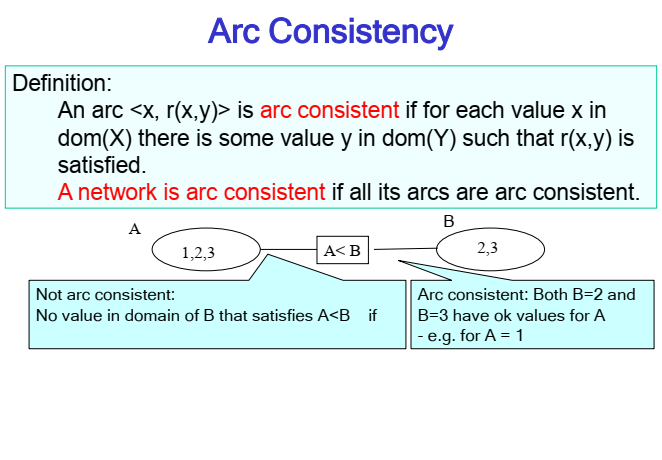 Arc Consistency
Definition:
An arc <x, r(x,y)> is arc consistent if for each value x in
dom(X) there is some value y in dom(Y) such that r(x,y) is
satisfied.
A network is arc consistent if all its arcs are arc consistent.
A
B
1,2,3
A< B
2,3
Not arc consistent:
No value in domain of B that satisfies A<B if
Arc consistent: Both B=2 and
B=3 have ok values for A
- e.g. for A = 1